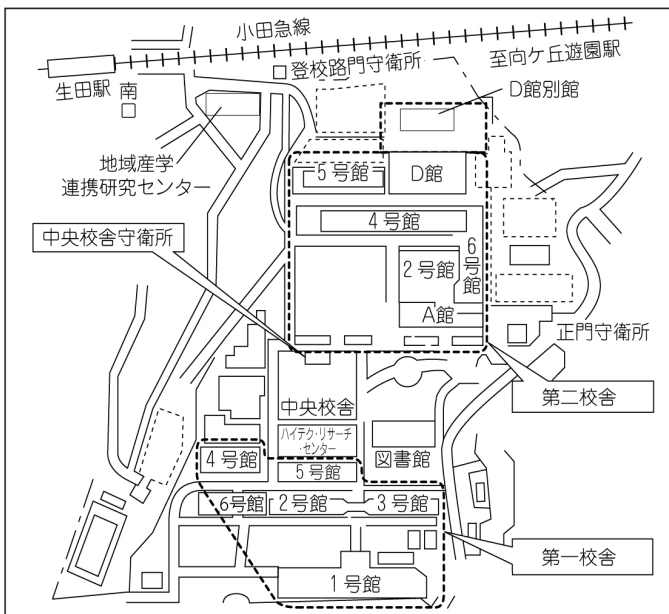 小田急線
登校路門守衛所
至向ケ丘遊園駅
生田駅
南
D館別館
地域産学
連携研究センター
5号館
D館
中央校舎守衛所
4号館
2号館
6号館
A館
正門守衛所
第二校舎
中央校舎
ハイテク・リサーチ
・センター
図書館
4号館
5号館
6号館
2号館
3号館
第一校舎
1号館